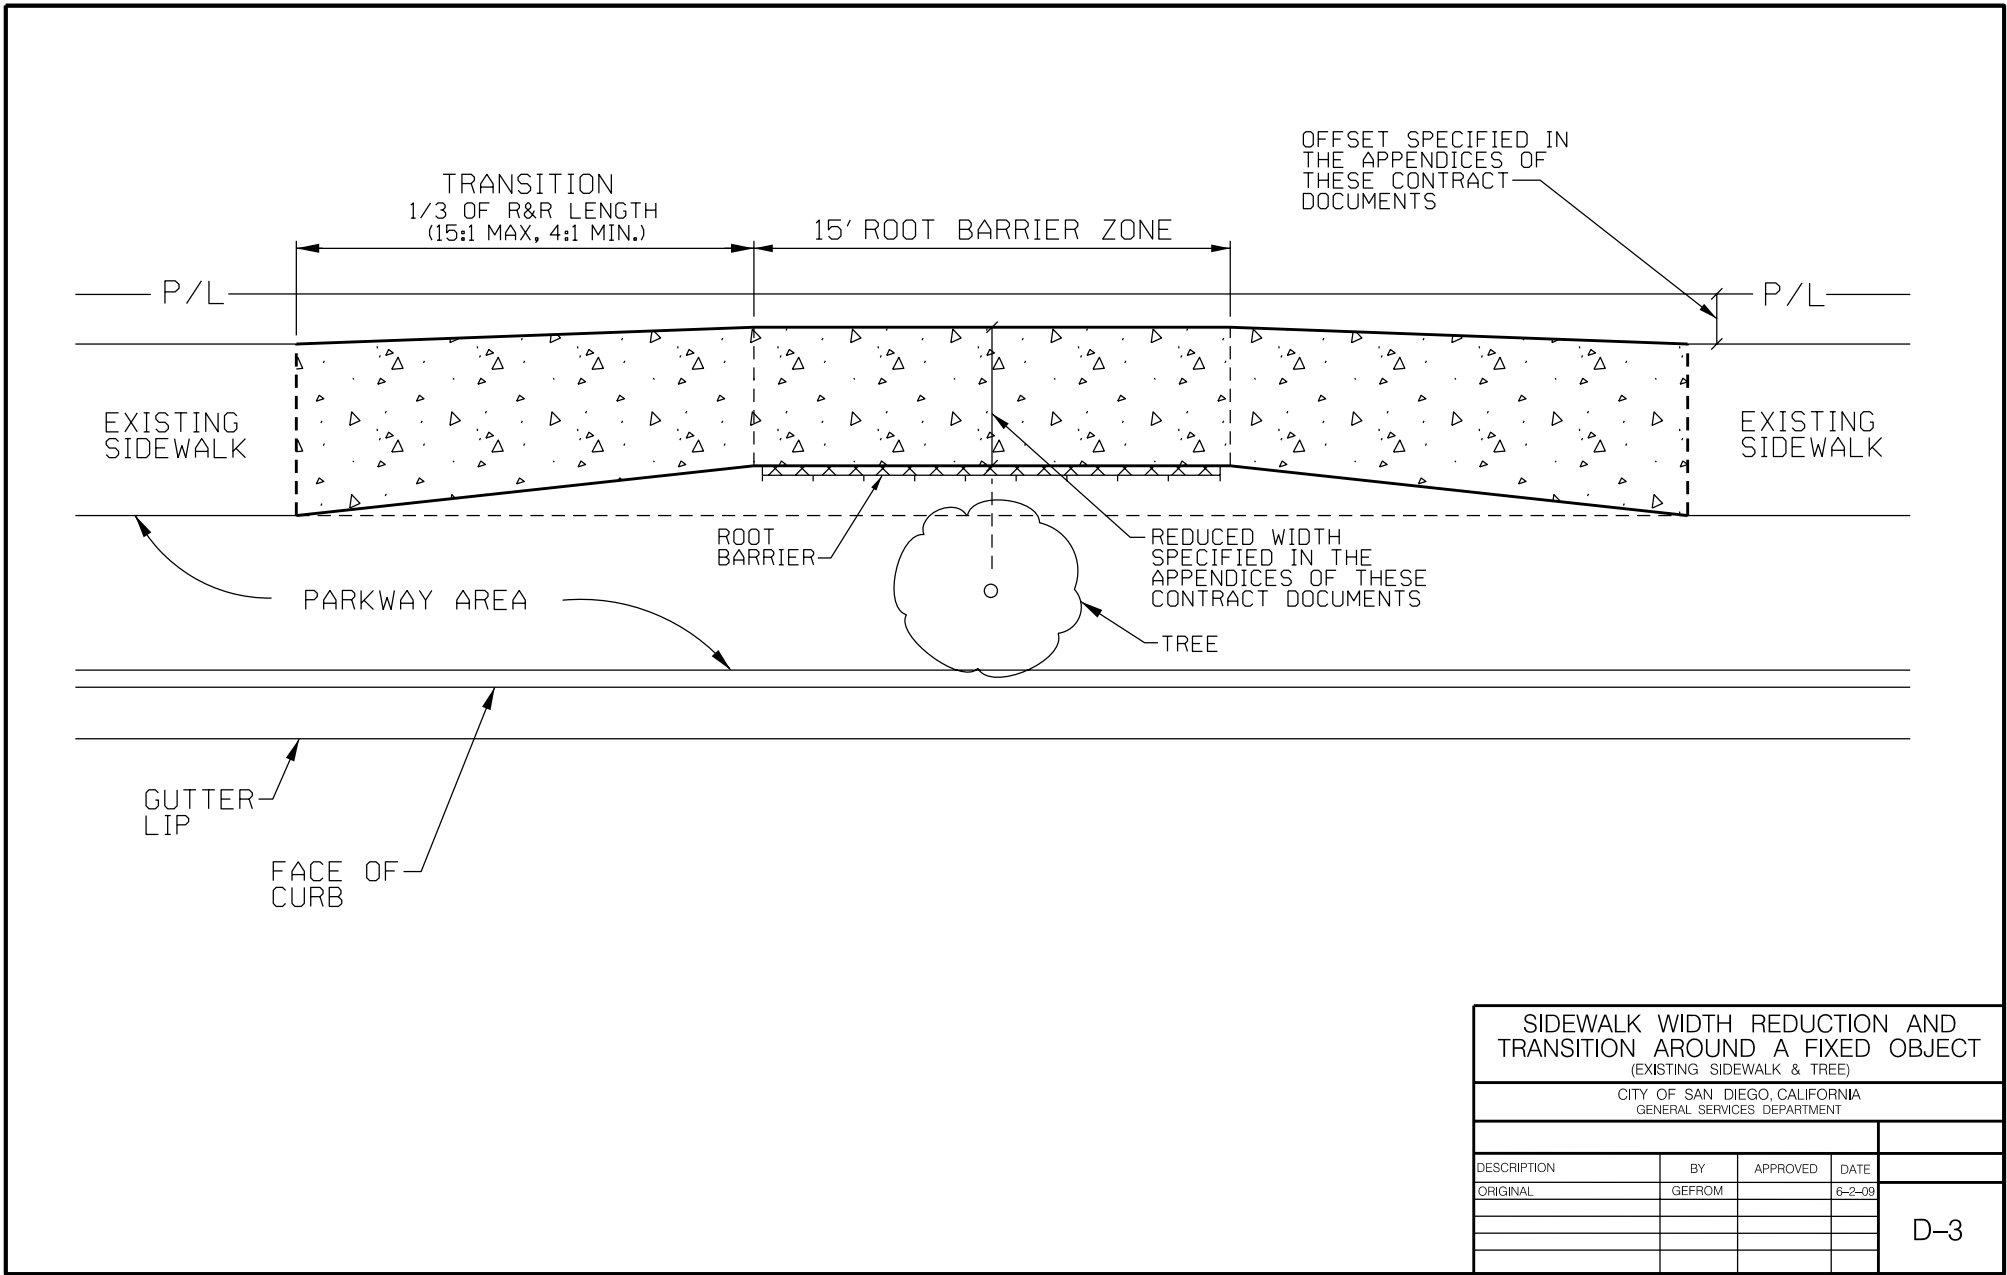 OFFSET SPECIFIED IN
THE APPENDICES OF
THESE CONTRACT
DOCUMENTS
TRANSITION
1/3 OF R&R LENGTH
(15:1 MAX, 4:1 MIN.)
15' ROOT BARRIER ZONE
P/L
P/L
EXISTING
SIDEWALK
EXISTING
SIDEWALK
ROOT
BARRIER
REDUCED WIDTH
SPECIFIED IN THE
APPENDICES OF THESE
CONTRACT DOCUMENTS
PARKWAY AREA
TREE
GUTTER
LIP
FACE OF
CURB
SIDEWALK WIDTH REDUCTION AND
TRANSITION AROUND A FIXED OBJECT
(EXISTING SIDEWALK & TREE)
CITY OF SAN DIEGO, CALIFORNIA
GENERAL SERVICES DEPARTMENT
DESCRIPTION BY APPROVED DATE
ORIGINAL GEFROM 6-2-09
D-3